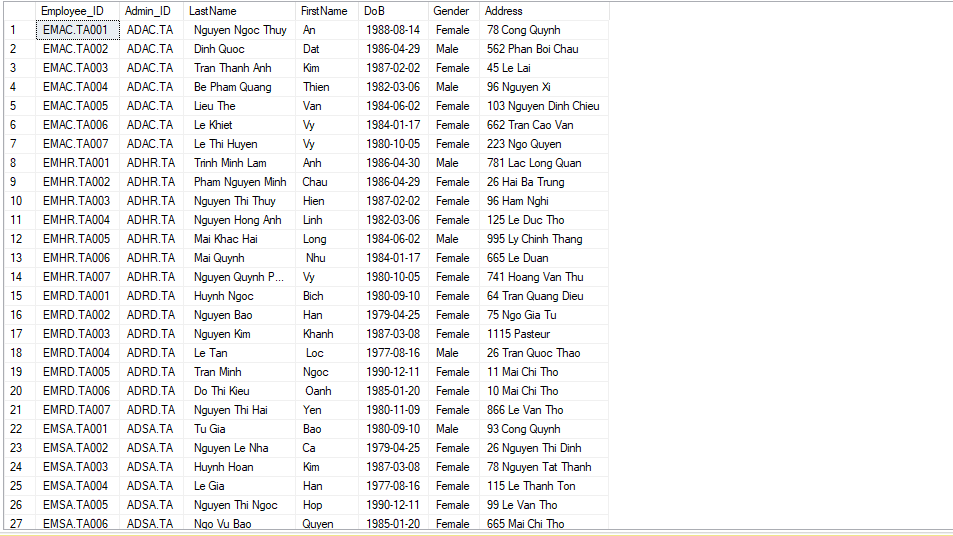 Employee_ID Admin_ID LastName FirstName DoB Gender Address
1 EMAC.TA001 ADAC.TA Nguyen Ngoc Thuy An 1988-08-14 Female 78 Cong Quynh
2 EMAC.TA002 ADAC.TA Dinh Quoc Dat 1986-04-29 Male 562 Phan Boi Chau
3 EMAC.TA003 ADAC.TA Tran Thanh Anh Kim 1987-02-02 Female 45 Le Lai
4 EMAC.TA004 ADAC.TA Be Pham Quang Thien 1982-03-06 Male 96 Nguyen Xi
5 EMAC.TA005 ADAC.TA Lieu The Van 1984-06-02 Female 103 Nguyen Dinh Chieu
6 EMAC.TA006 ADAC.TA Le Khiet Vy 1984-01-17 Female 662 Tran Cao Van
7 EMAC.TA007 ADAC.TA Le Thi Huyen Vy 1980-10-05 Female 223 Ngo Quyen
8 EMHR.TA001 ADHR.TA Trinh Minh Lam Anh 1986-04-30 Male 781 Lac Long Quan
9 EMHR.TA002 ADHR.TA Pham Nguyen Minh Chau 1986-04-29 Female 26 Hai Ba Trung
10 EMHR.TA003 ADHR.TA Nguyen Thi Thuy Hien 1987-02-02 Female 96 Ham Nghi
11 EMHR.TA004 ADHR.TA Nguyen Hong Anh Linh 1982-03-06 Female 125 Le Duc Tho
12 EMHR.TA005 ADHR.TA Mai Khac Hai Long 1984-06-02 Male 995 Ly Chinh Thang
13 EMHR.TA006 ADHR.TA Mai Quynh Nhu 1984-01-17 Female 665 Le Duan
14 EMHR.TA007 ADHR.TA Nguyen Quynh P... Vy 1980-10-05 Female 741 Hoang Van Thu
15 EMRD.TA001 ADRD.TA Huynh Ngoc Bich 1980-09-10 Female 64 Tran Quang Dieu
16 EMRD.TA002 ADRD.TA Nguyen Bao Han 1979-04-25 Female 75 Ngo Gia Tu
17 EMRD.TA003 ADRD.TA Nguyen Kim Khanh 1987-03-08 Female 1115 Pasteur
18 EMRD.TA004 ADRD.TA Le Tan Loc 1977-08-16 Male 26 Tran Quoc Thao
19 EMRD.TA005 ADRD.TA Tran Minh Ngoc 1990-12-11 Female 11 Mai Chi Tho
20 EMRD.TA006 ADRD.TA Do Thi Kieu Oanh 1985-01-20 Female 10 Mai Chi Tho
21 EMRD.TA007 ADRD.TA Nguyen Thi Hai Yen 1980-11-09 Female 866 Le Van Tho
22 EMSA.TA001 ADSA.TA Tu Gia Bao 1980-09-10 Male 93 Cong Quynh
23 EMSA.TA002 ADSA.TA Nguyen Le Nha Ca 1979-04-25 Female 26 Nguyen Thi Dinh
24 EMSA.TA003 ADSA.TA Huynh Hoan Kim 1987-03-08 Female 78 Nguyen Tat Thanh
25 EMSA.TA004 ADSA.TA Le Gia Han 1977-08-16 Female 115 Le Thanh Ton
26 EMSA.TA005 ADSA.TA Nguyen Thi Ngoc Hop 1990-12-11 Female 99 Le Van Tho
27 EMSA.TA006 ADSA.TA Ngo Vu Bao Quyen 1985-01-20 Female 665 Mai Chi Tho